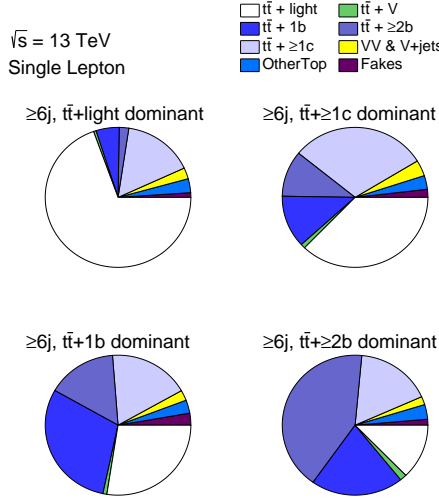 √s = 13 TeV
Single Lepton
tt̄ + light
tt̄ + V
tt̄ + 1b
tt̄ + ≥2b
tt̄ + ≥1c
VV & V+jets
OtherTop
Fakes
≥6j, tt̄+light dominant
≥6j, tt̄+≥1c dominant
≥6j, tt̄+1b dominant
≥6j, tt̄+≥2b dominant